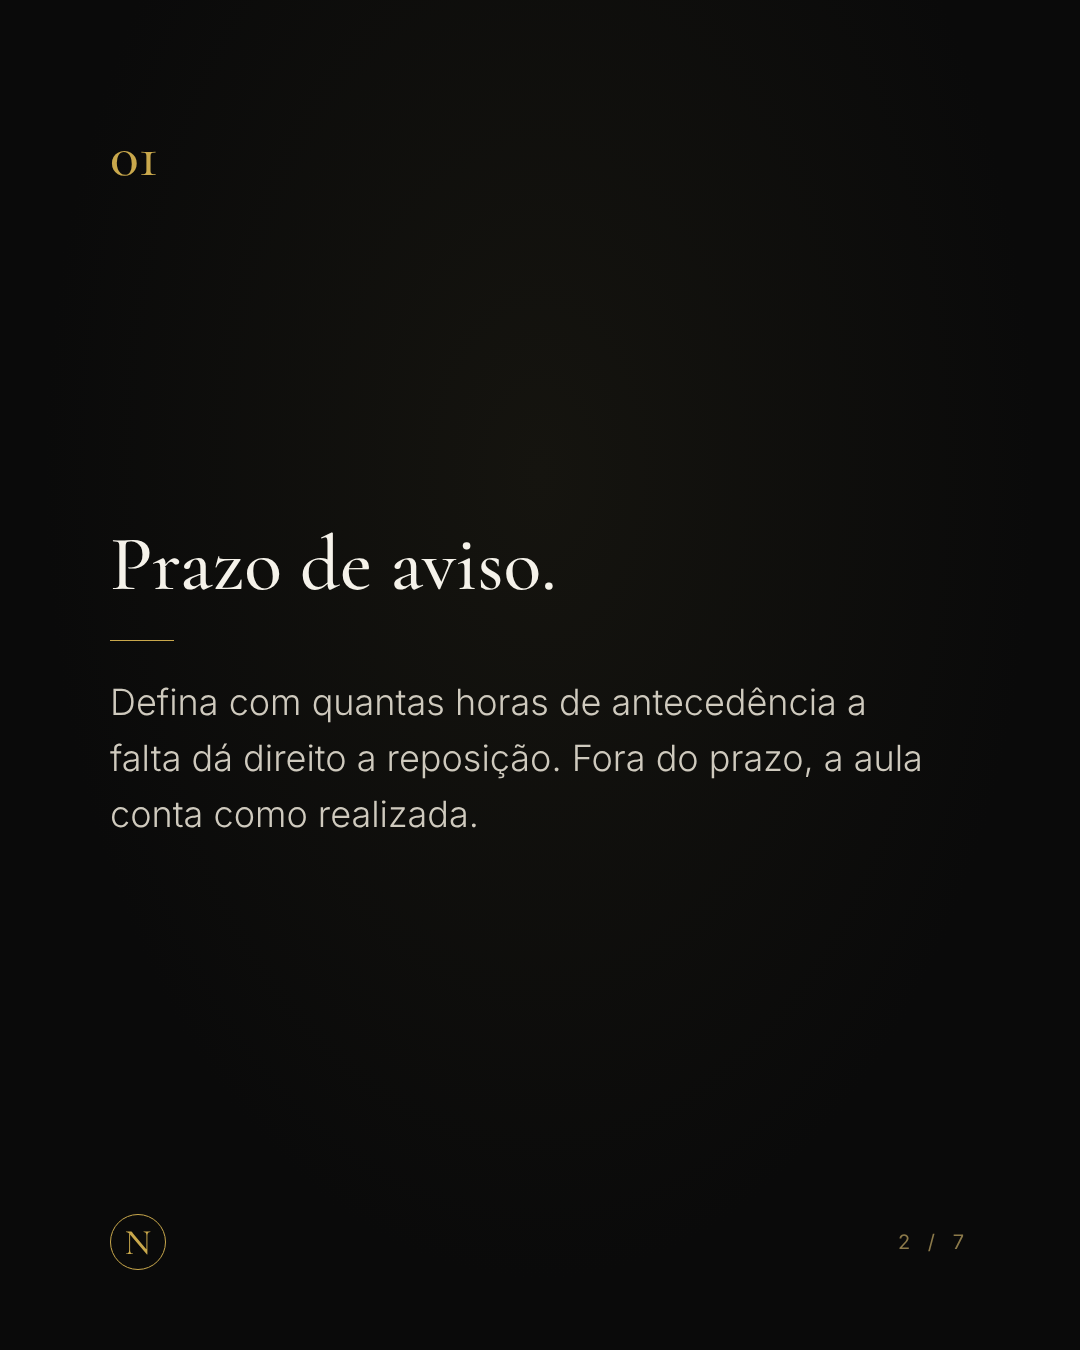 01
Prazo de aviso.
Defina com quantas horas de antecedência a
falta dá direito a reposição. Fora do prazo, a aula
conta como realizada.
N
2 / 7